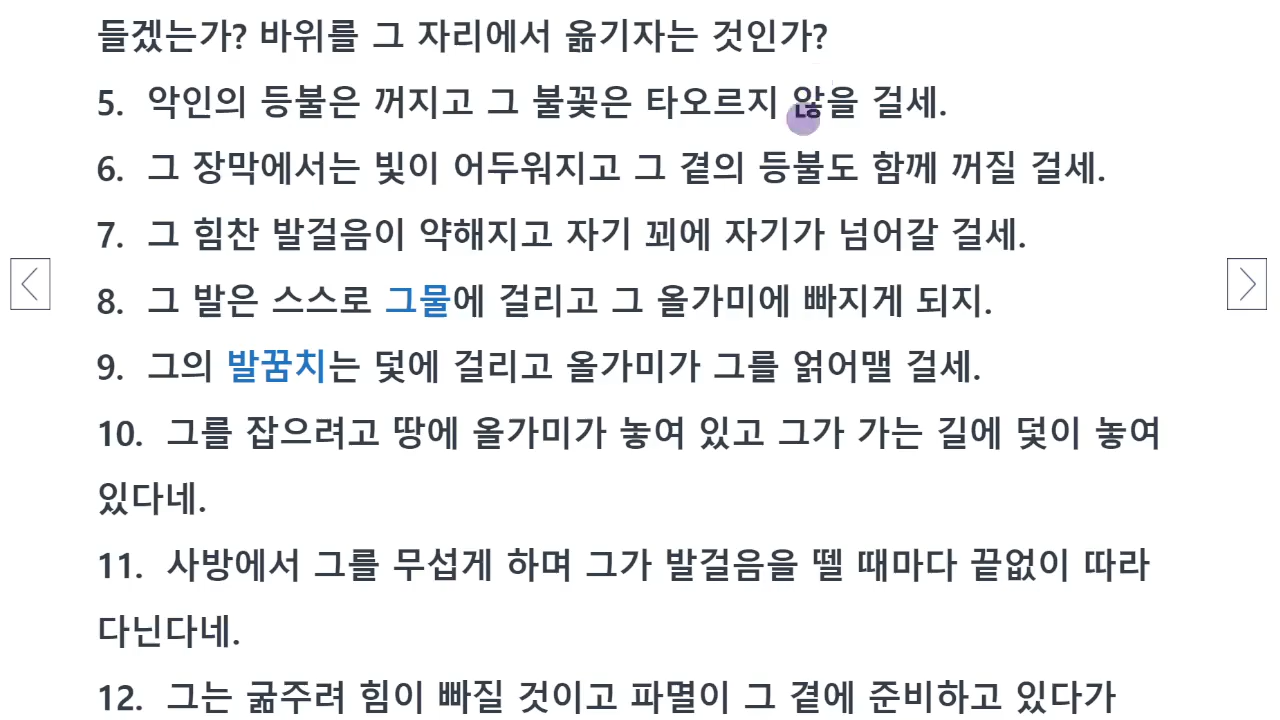 들겠는가? 바위를 그 자리에서 옮기자는 것인가?
5. 악인의 등불은 꺼지고 그 불꽃은 타오르지 않을 걸세.
6. 그 장막에서는 빛이 어두워지고 그 곁의 등불도 함께 꺼질 걸세.
7. 그 힘찬 발걸음이 약해지고 자기 꾀에 자기가 넘어갈 걸세.
8. 그 발은 스스로 그물에 걸리고 그 올가미에 빠지게 되지.
9. 그의 발꿈치는 덫에 걸리고 올가미가 그를 얽어맬 걸세.
10. 그를 잡으려고 땅에 올가미가 놓여 있고 그가 가는 길에 덫이 놓여
있다네.
11. 사방에서 그를 무섭게 하며 그가 발걸음을 뗄 때마다 끝없이 따라
다닌다네.
12. 그는 굶주려 힘이 빠질 것이고 파멸이 그 곁에 준비하고 있다가